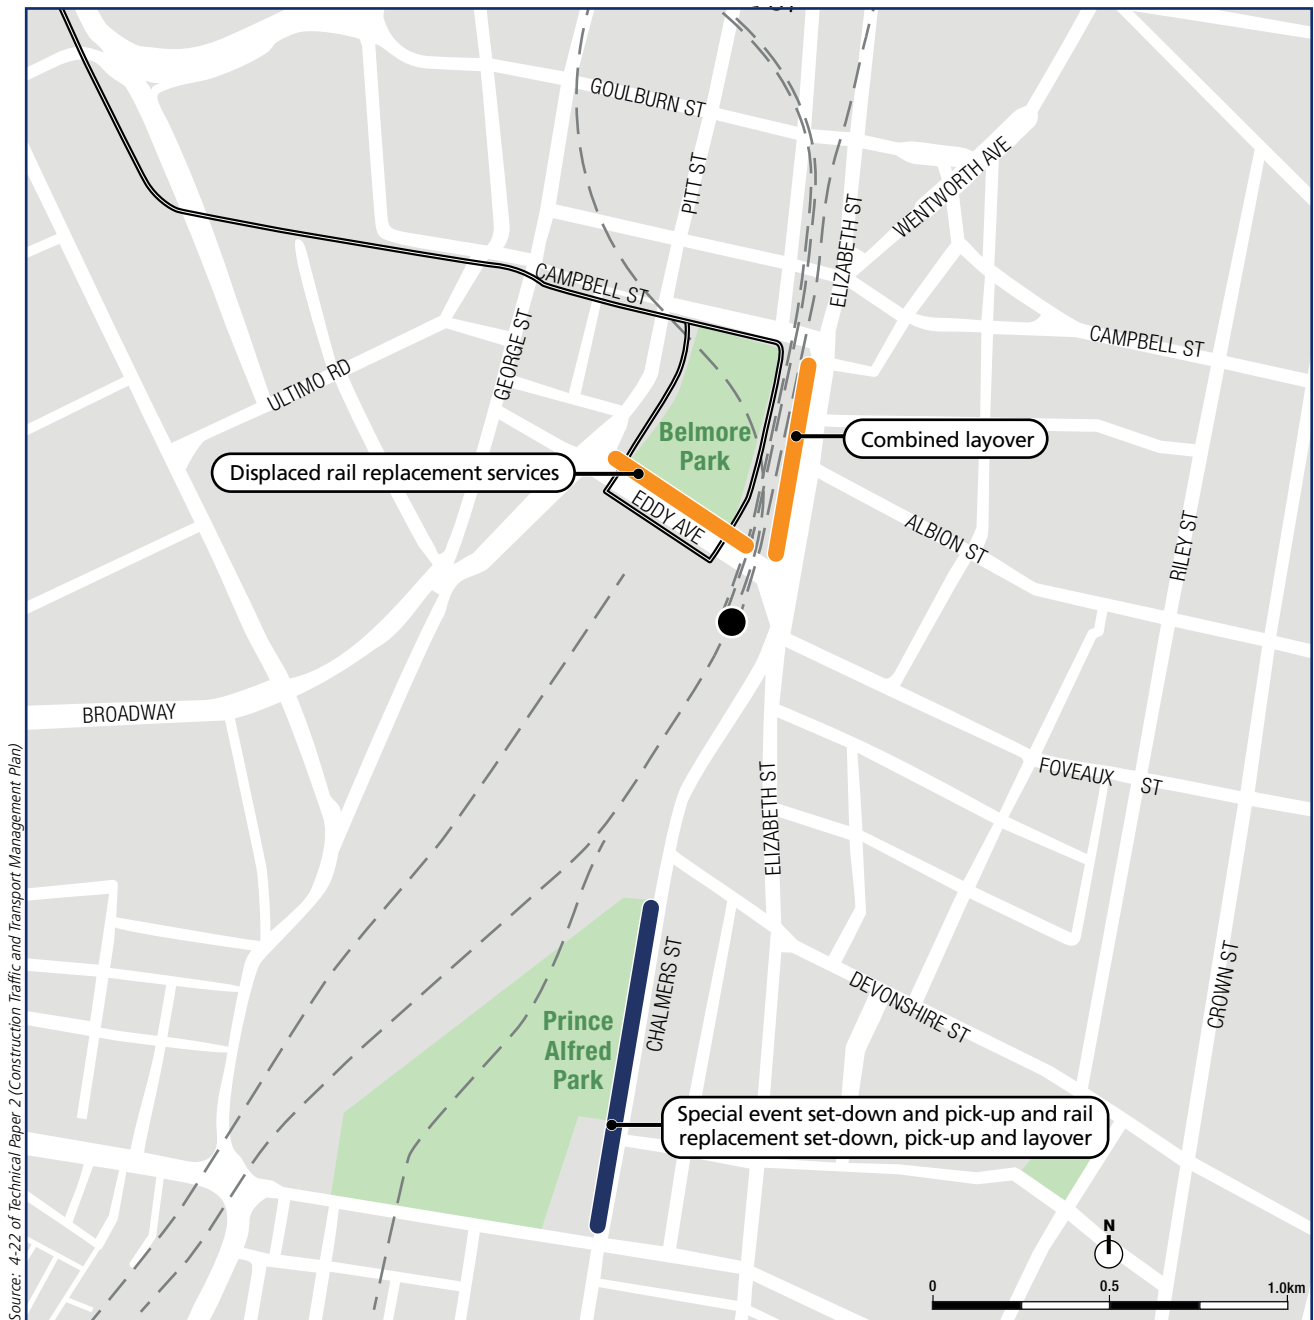 GOULBURN ST
PITT ST
WENTWORTH AVE
ELIZABETH ST
CAMPBELL ST
CAMPBELL ST
GEORGE ST
ULTIMO RD
Belmore
Park
Combined layover
Displaced rail replacement services
EDDY AVE
ALBION ST
RILEY ST
BROADWAY
FOVEAUX ST
ELIZABETH ST
CHALMERS ST
CROWN ST
DEVONSHIRE ST
Prince
Alfred
Park
Special event set-down and pick-up and rail
replacement set-down, pick-up and layover
N
0 0.5 1.0km
Source: 4-22 of Technical Paper 2 (Construction Traffic and Transport Management Plan)